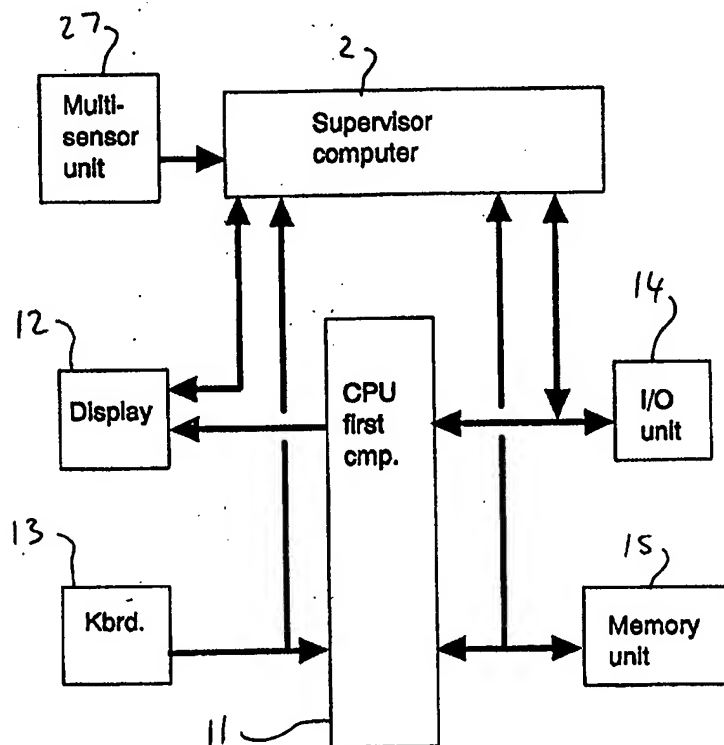 27
2
Multi-
sensor
unit
Supervisor
computer
12
14
Display
CPU
first
cmp.
I/O
unit
13
15
Kbrd.
Memory
unit
11